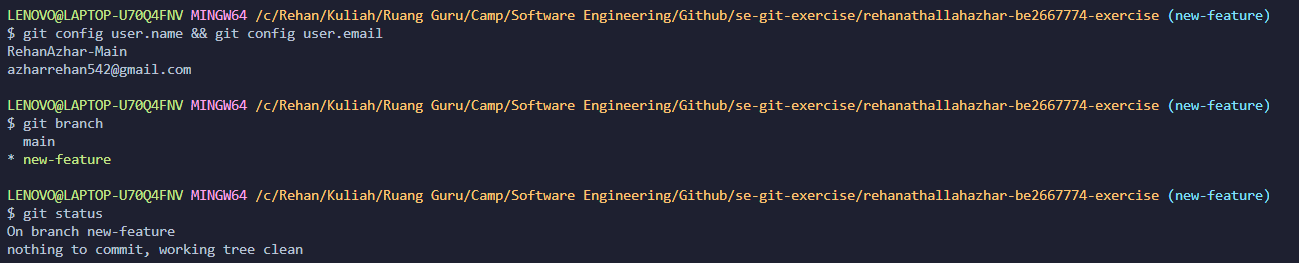 LENOVO@LAPTOP-U70Q4FNV MINGW64 /c/Rehan/Kuliah/Ruang Guru/Camp/Software Engineering/Github/se-git-exercise/rehanathallahazhar-be2667774-exercise (new-feature)
$ git config user.name && git config user.email
RehanAzhar-Main
azharrehan542@gmail.com
LENOVO@LAPTOP-U70Q4FNV MINGW64 /c/Rehan/Kuliah/Ruang Guru/Camp/Software Engineering/Github/se-git-exercise/rehanathallahazhar-be2667774-exercise (new-feature)
$ git branch
  main
* new-feature
LENOVO@LAPTOP-U70Q4FNV MINGW64 /c/Rehan/Kuliah/Ruang Guru/Camp/Software Engineering/Github/se-git-exercise/rehanathallahazhar-be2667774-exercise (new-feature)
$ git status
On branch new-feature
nothing to commit, working tree clean